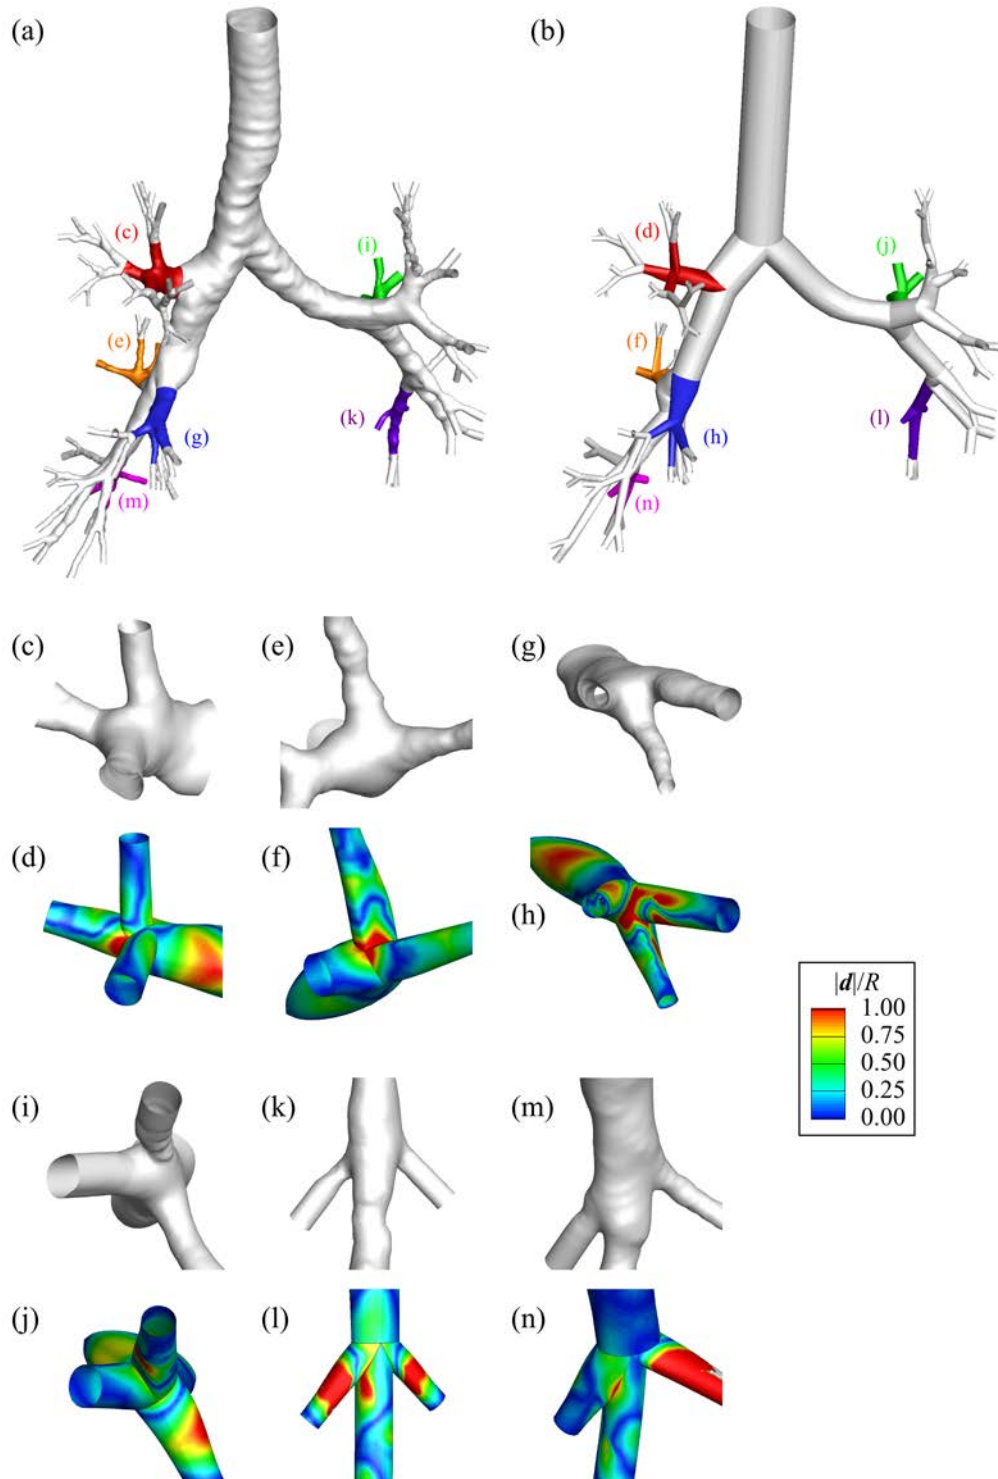 (a)
(b)
(c)
(i)
(d)
(j)
(e)
(f)
(k)
(g)
(l)
(h)
(m)
(n)
(c)
(e)
(g)
(d)
(f)
(h)
|d|/R
1.00
0.75
0.50
0.25
0.00
(i)
(k)
(m)
(j)
(l)
(n)